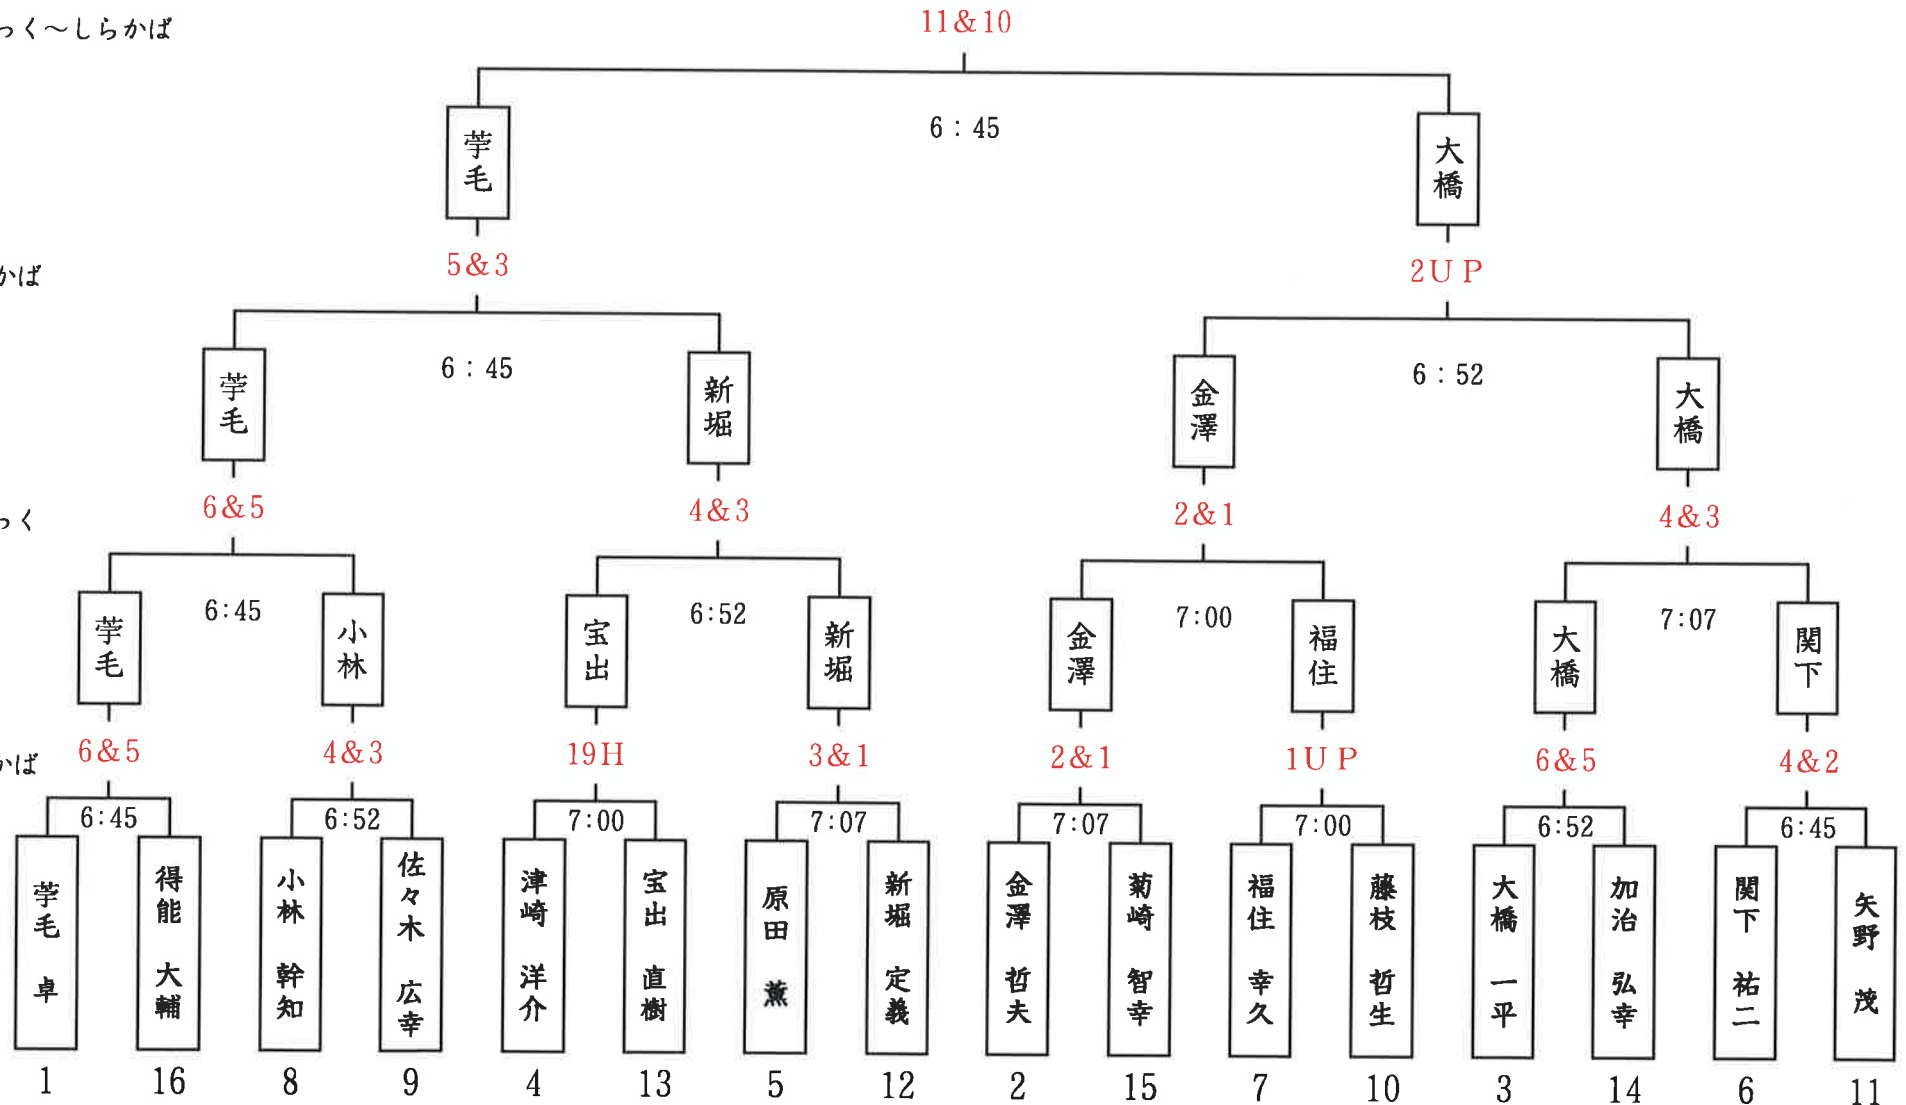 っく～しらかば
11&10
6：45
苧毛
大橋
かば
5&3
2UP
6：45
6：52
苧毛
新堀
金澤
大橋
っく
6&5
4&3
2&1
4&3
6:45
6:52
7:00
7:07
苧毛
小林
宝出
新堀
金澤
福住
大橋
関下
かば
6&5
4&3
19H
3&1
2&1
1UP
6&5
4&2
6:45
6:52
7:00
7:07
7:07
7:00
6:52
6:45
苧毛 卓
得能 大輔
小林 幹知
佐々木 広幸
津崎 洋介
宝出 直樹
原田 薫
新堀 定義
金澤 哲夫
菊崎 智幸
福住 幸久
藤枝 哲生
大橋 一平
加治 弘幸
関下 祐二
矢野 茂
1
16
8
9
4
13
5
12
2
15
7
10
3
14
6
11